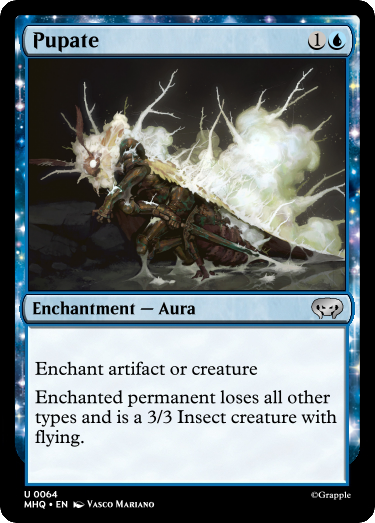 Pupate 1
Enchantment — Aura
Enchant artifact or creature
Enchanted permanent loses all other
types and is a 3/3 Insect creature with
flying.
U 0064
©Grapple
MHQ • EN Vasco Mariano